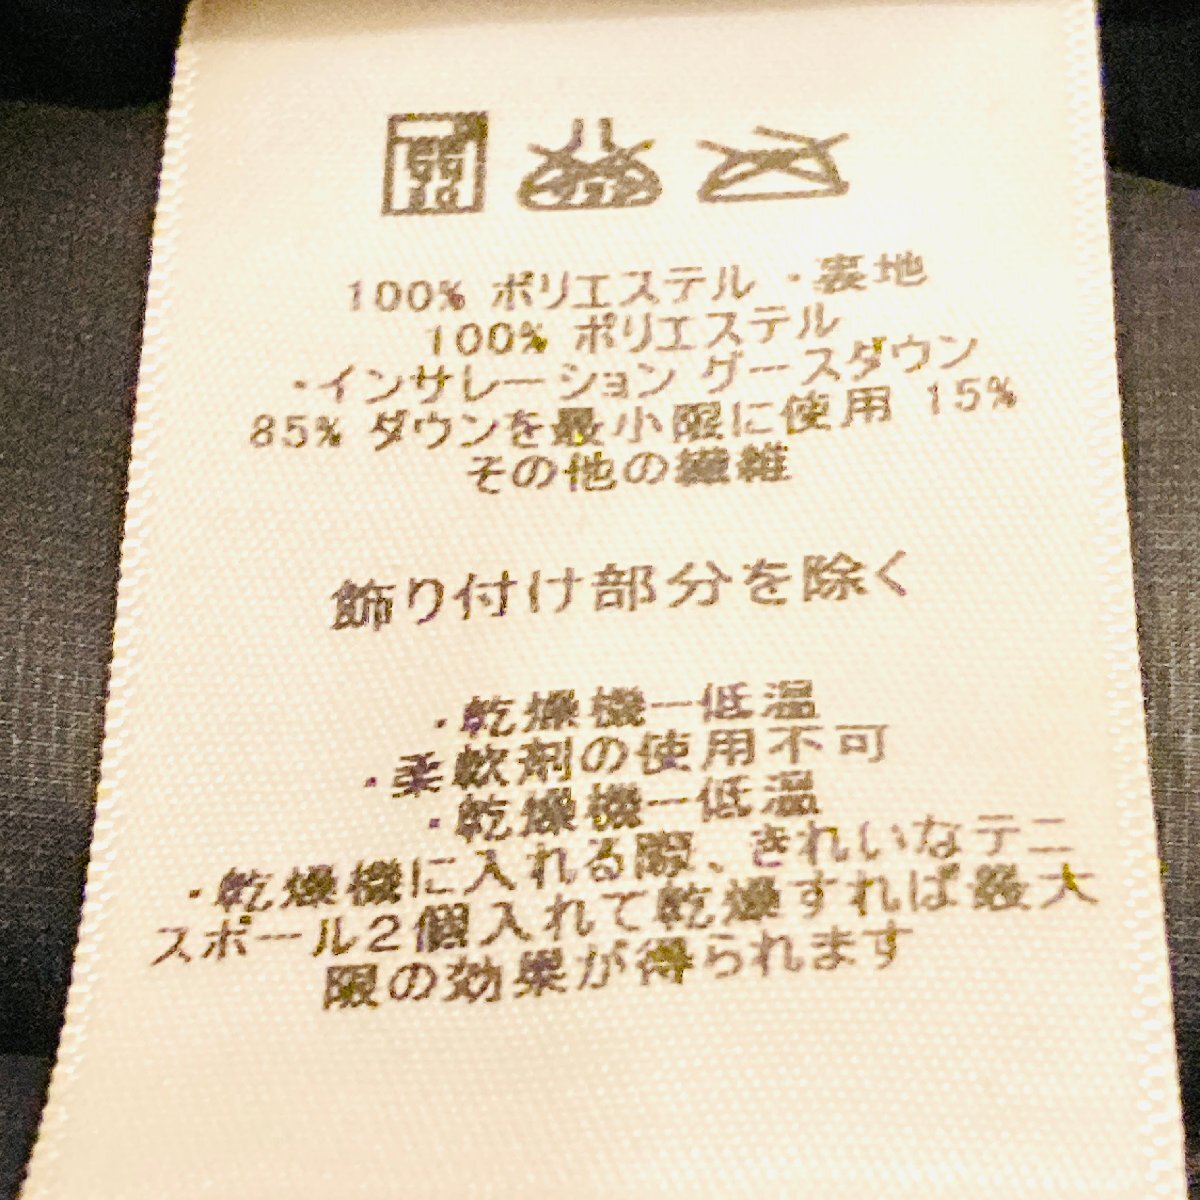 100% ポリエステル ・表地
100% ポリエステル
・インサレーション グースダウン
85% ダウンを最小限に使用 15%
その他の繊維
飾り付け部分を除く
・乾燥機ー低温
・柔軟剤の使用不可
・乾燥機ー低温
・乾燥機に入れる際、きれいなテニ
スボール2個入れて乾燥すれば最大
限の効果が得られます